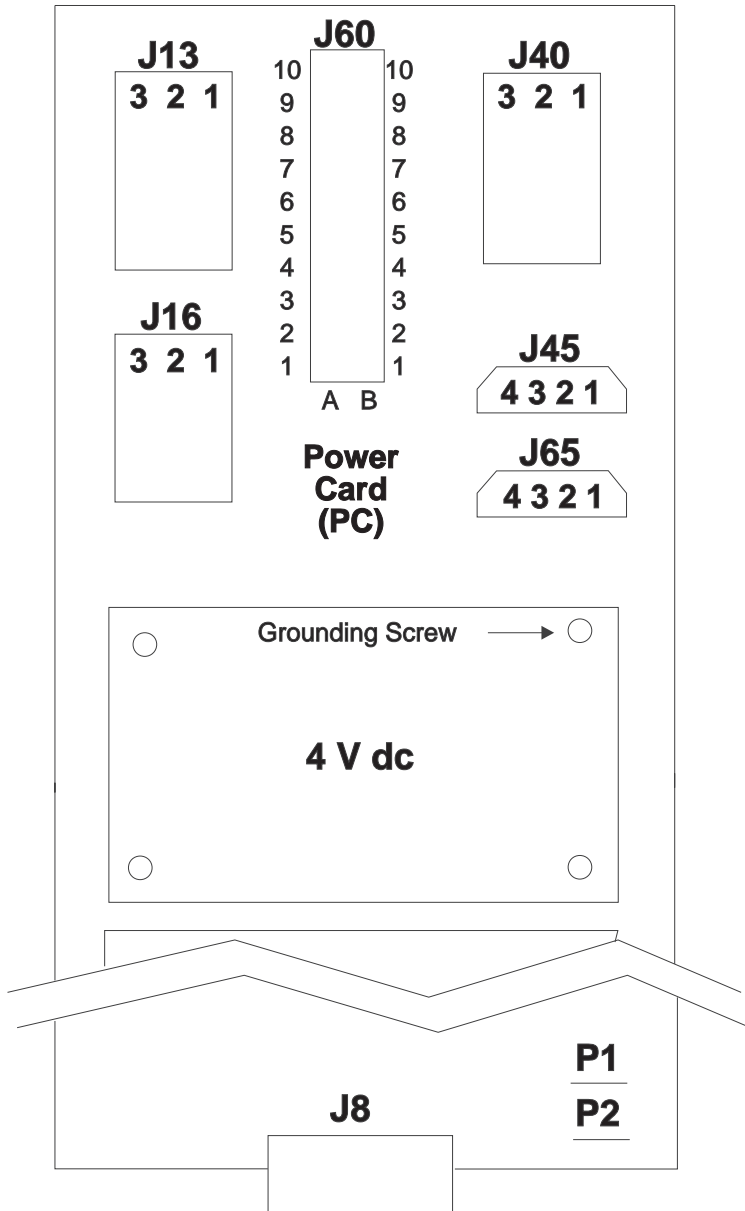 J13
3 2 1
J60
10 10
9 9
8 8
7 7
6 6
5 5
4 4
3 3
2 2
1 1
A B
J40
3 2 1
J16
3 2 1
J45
4 3 2 1
J65
4 3 2 1
Power
Card
(PC)
Grounding Screw
4 V dc
P1
P2
J8